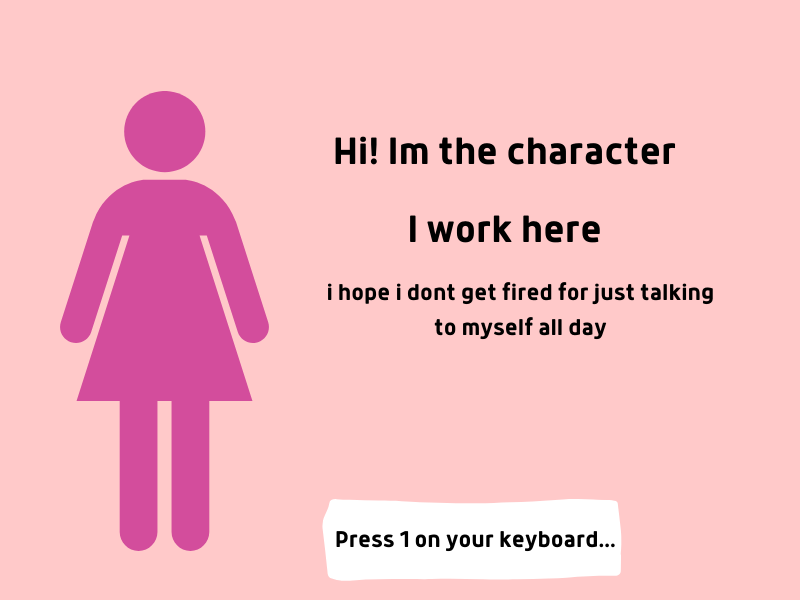 Hi! Im the character
I work here
i hope i dont get fired for just talking
to myself all day
Press 1 on your keyboard...